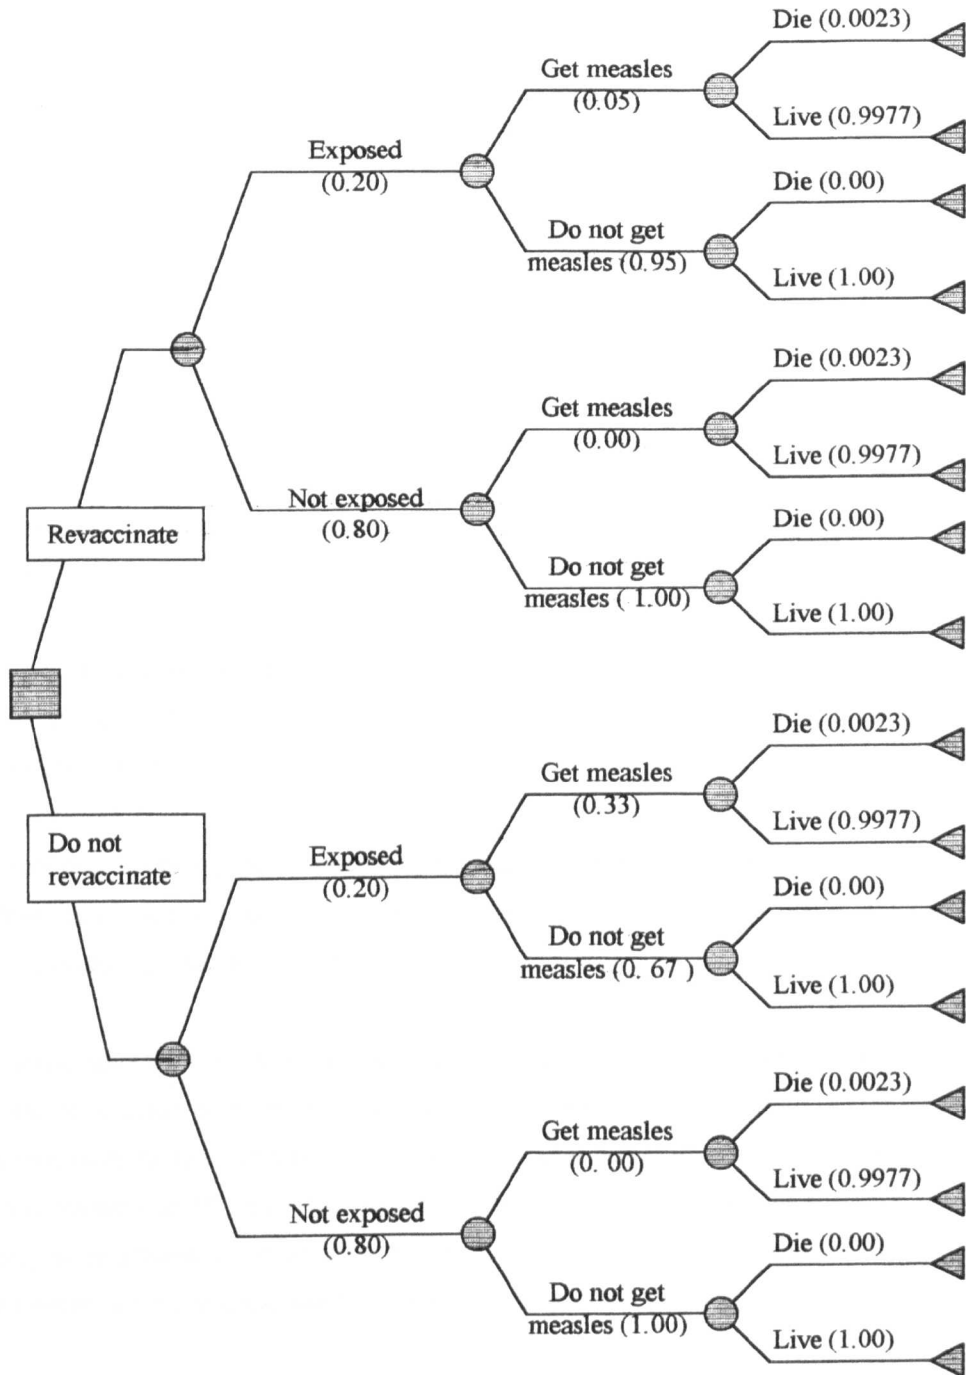 Die (0.0023)
Get measles
(0.05)
Live (0.9977)
Exposed
(0.20)
Die (0.00)
Do not get
measles (0.95)
Live (1.00)
Die (0.0023)
Get measles
(0.00)
Live (0.9977)
Not exposed
(0.80)
Die (0.00)
Do not get
measles ( 1.00)
Live (1.00)
Revaccinate
Die (0.0023)
Get measles
(0.33)
Live (0.9977)
Do not
revaccinate
Exposed
(0.20)
Die (0.00)
Do not get
measles (0. 67 )
Live (1.00)
Die (0.0023)
Get measles
(0. 00)
Live (0.9977)
Not exposed
(0.80)
Die (0.00)
Do not get
measles (1.00)
Live (1.00)